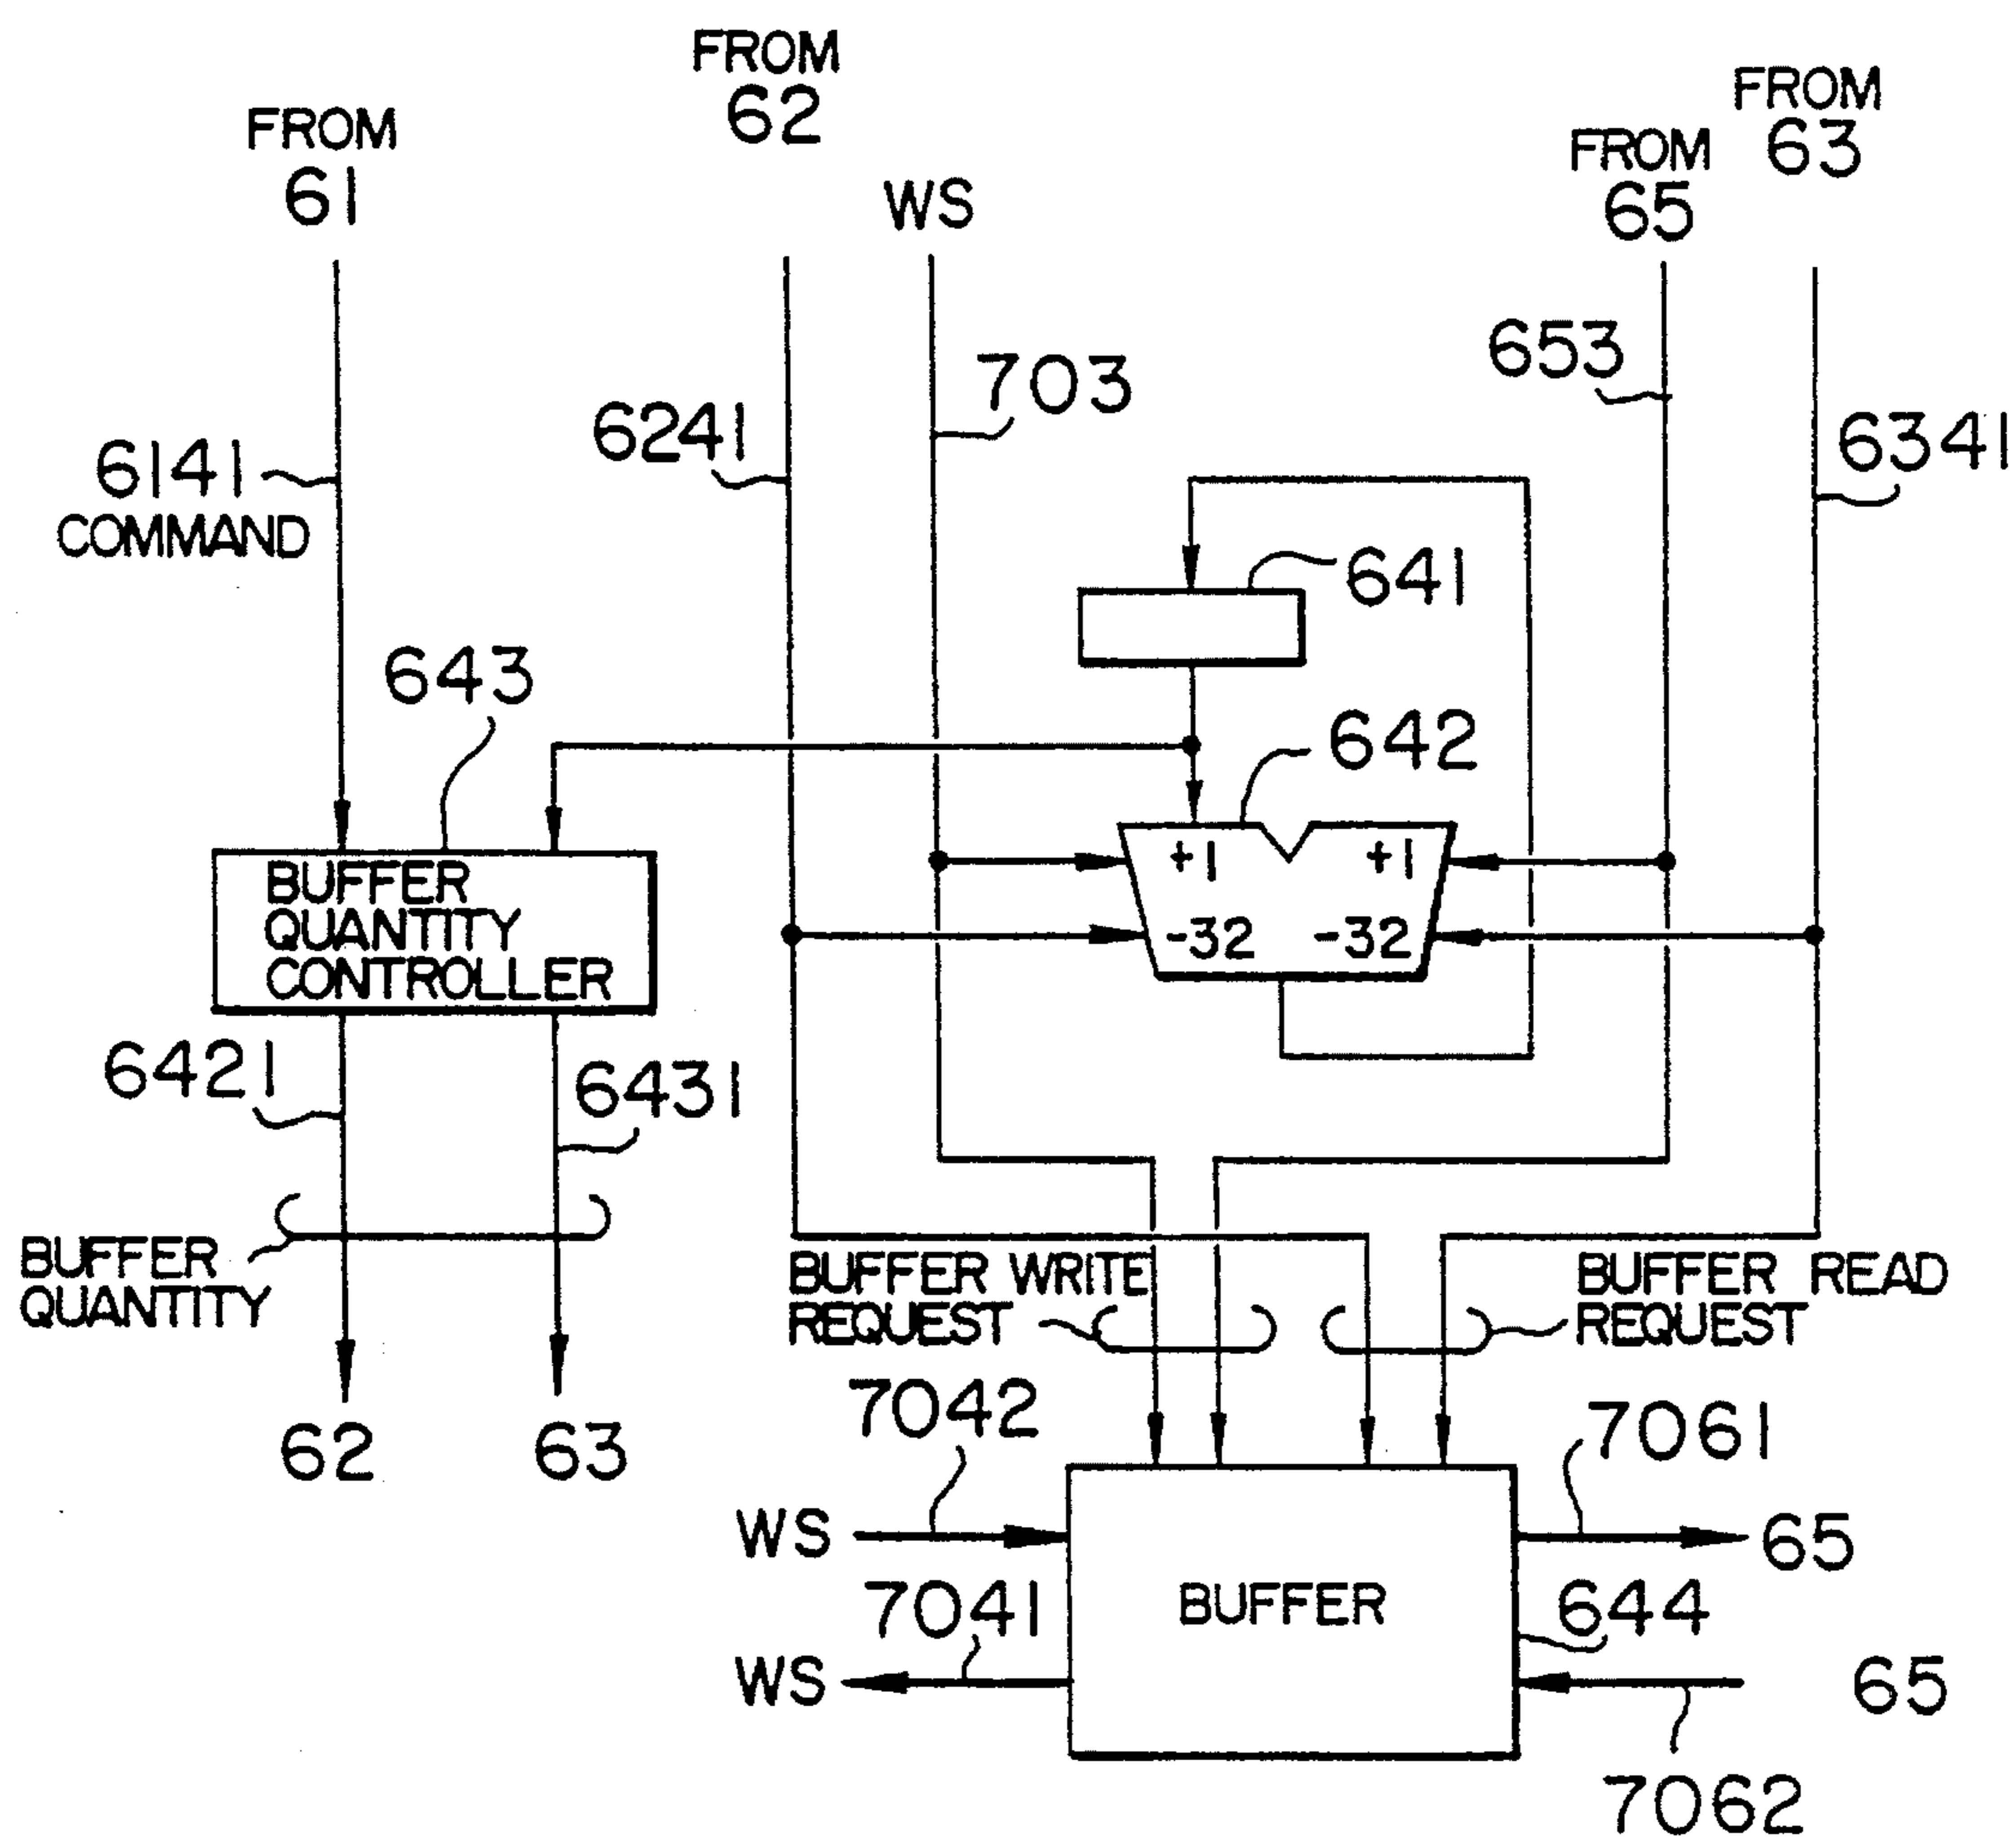 FROM
62
FROM
63
FROM
61
FROM
65
WS
653
703
6241
6341
6141
COMMAND
641
643
642
+1 +1
-32 -32
BUFFER
QUANTITY
CONTROLLER
6421
6431
BUFFER
QUANTITY
BUFFER WRITE
REQUEST
BUFFER READ
REQUEST
62
63
7042
7061
WS
65
7041
BUFFER
644
WS
65
7062